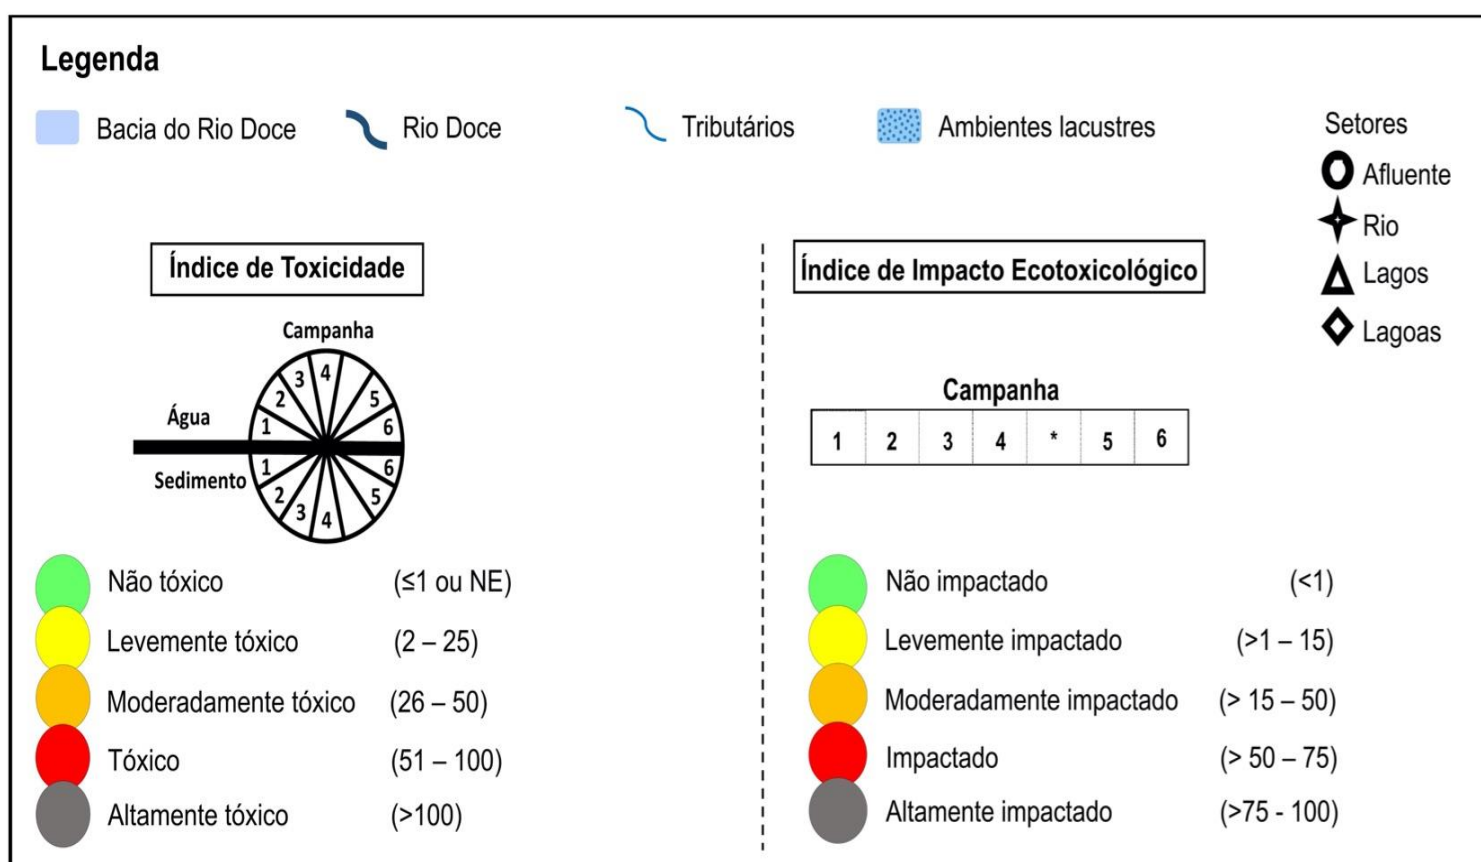 Legenda
Bacia do Rio Doce
Rio Doce
Tributários
Ambientes lacustres
Setores
Afluente
Rio
Lagos
Lagoas
Índice de Toxicidade
Campanha
Água
Sedimento
1 2 3 4 5 6
1 2 3 4 5 6
Não tóxico (≤1 ou NE)
Levemente tóxico (2 – 25)
Moderadamente tóxico (26 – 50)
Tóxico (51 – 100)
Altamente tóxico (>100)
Índice de Impacto Ecotoxicológico
Campanha
1 2 3 4 * 5 6
Não impactado (<1)
Levemente impactado (>1 – 15)
Moderadamente impactado (> 15 – 50)
Impactado (> 50 – 75)
Altamente impactado (>75 - 100)